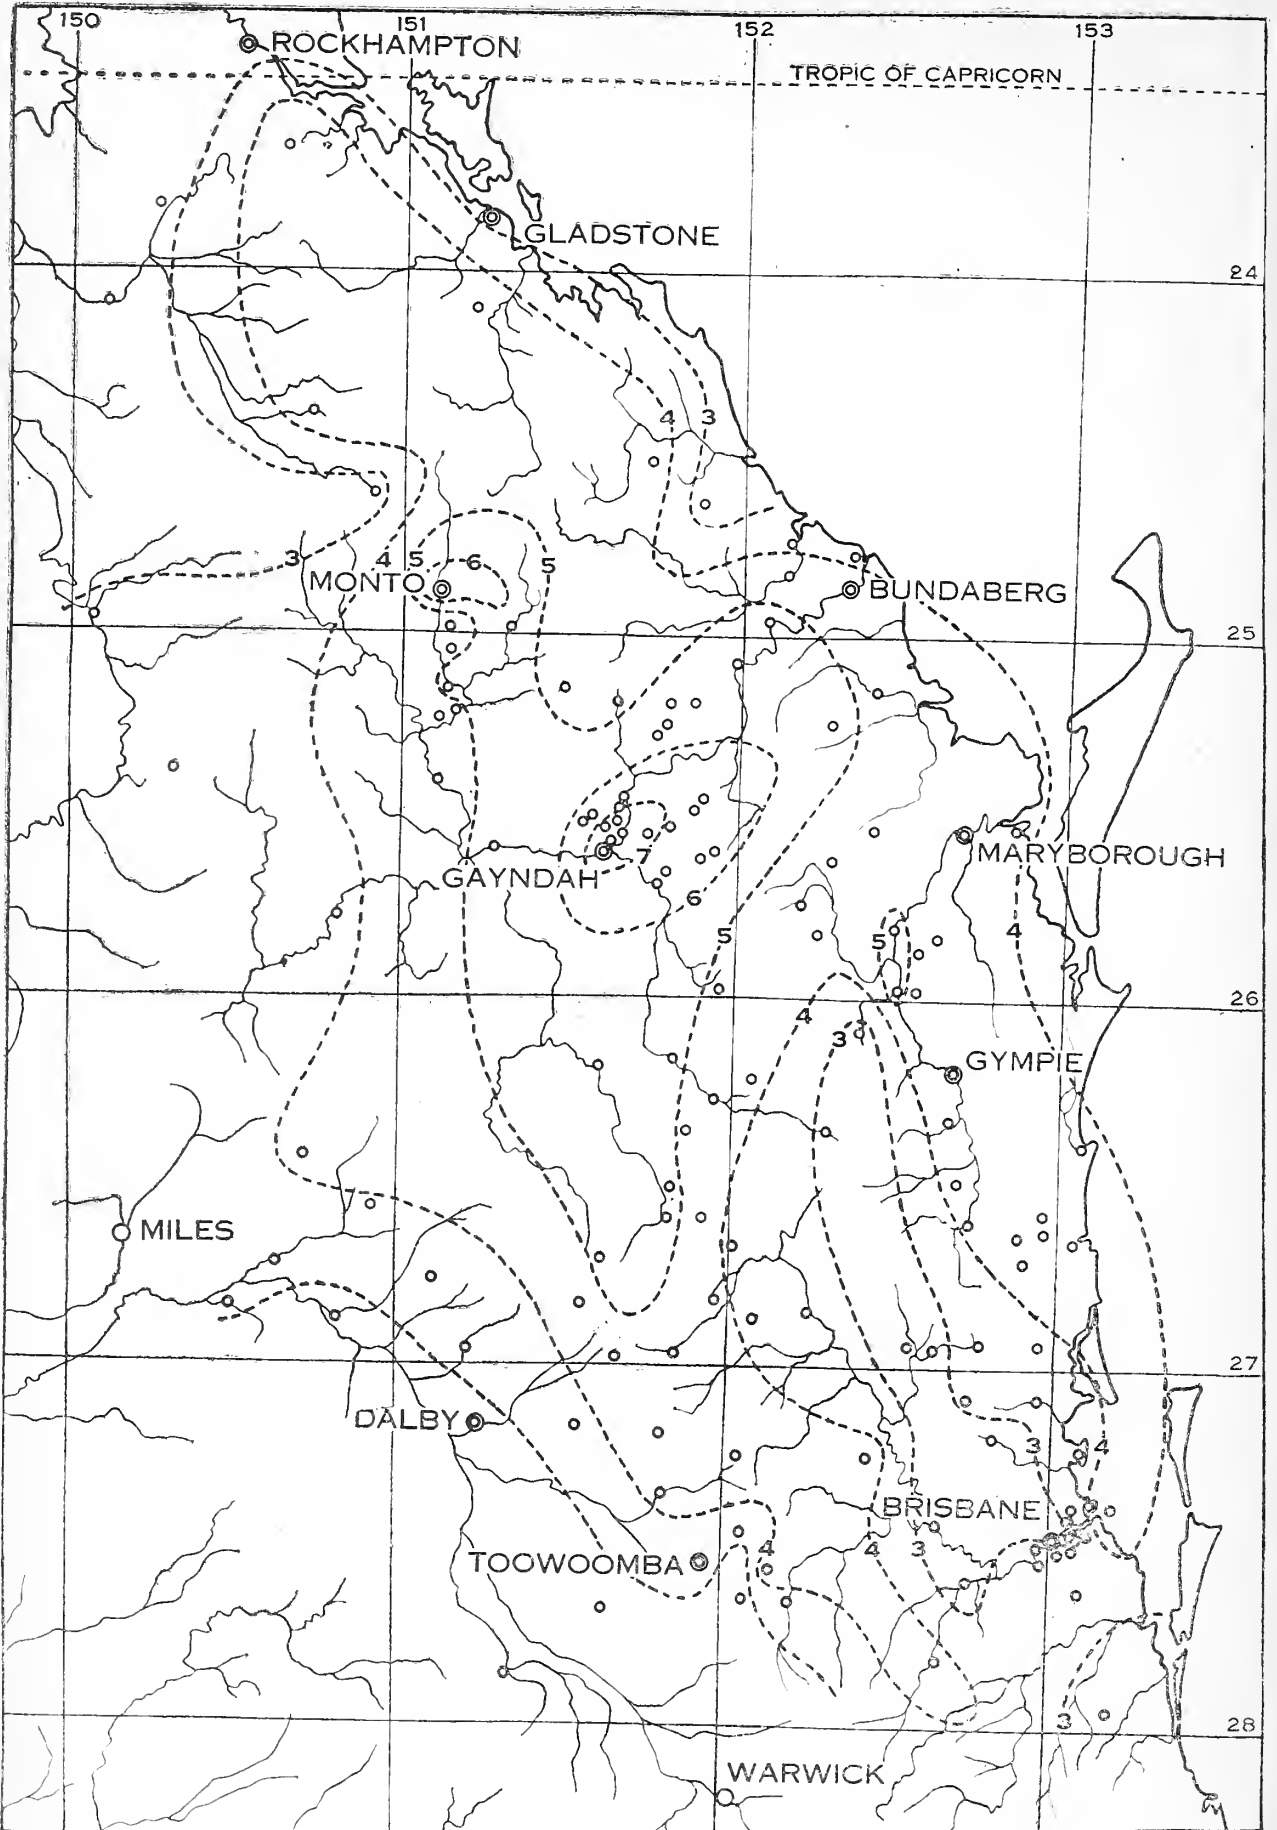 150
151
152
153
ROCKHAMPTON
TROPIC OF CAPRICORN
GLADSTONE
24
4
3
3
4
5
6
5
MONTO
BUNDABERG
25
7
MARYBOROUGH
GAYNDAH
6
5
5
4
26
4
3
GYMPIE
MILES
27
DALBY
3
4
BRISBANE
TOOWOOMBA
4
4
3
3
28
WARWICK